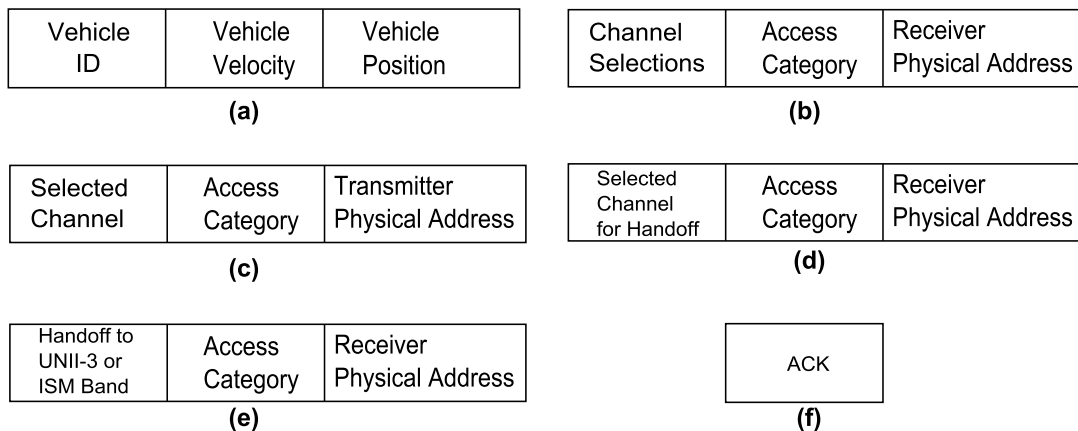 Vehicle ID
Vehicle Velocity
Vehicle Position
(a)
Channel Selections
Access Category
Receiver Physical Address
(b)
Selected Channel
Access Category
Transmitter Physical Address
(c)
Selected Channel for Handoff
Access Category
Receiver Physical Address
(d)
Handoff to UNII-3 or ISM Band
Access Category
Receiver Physical Address
(e)
ACK
(f)